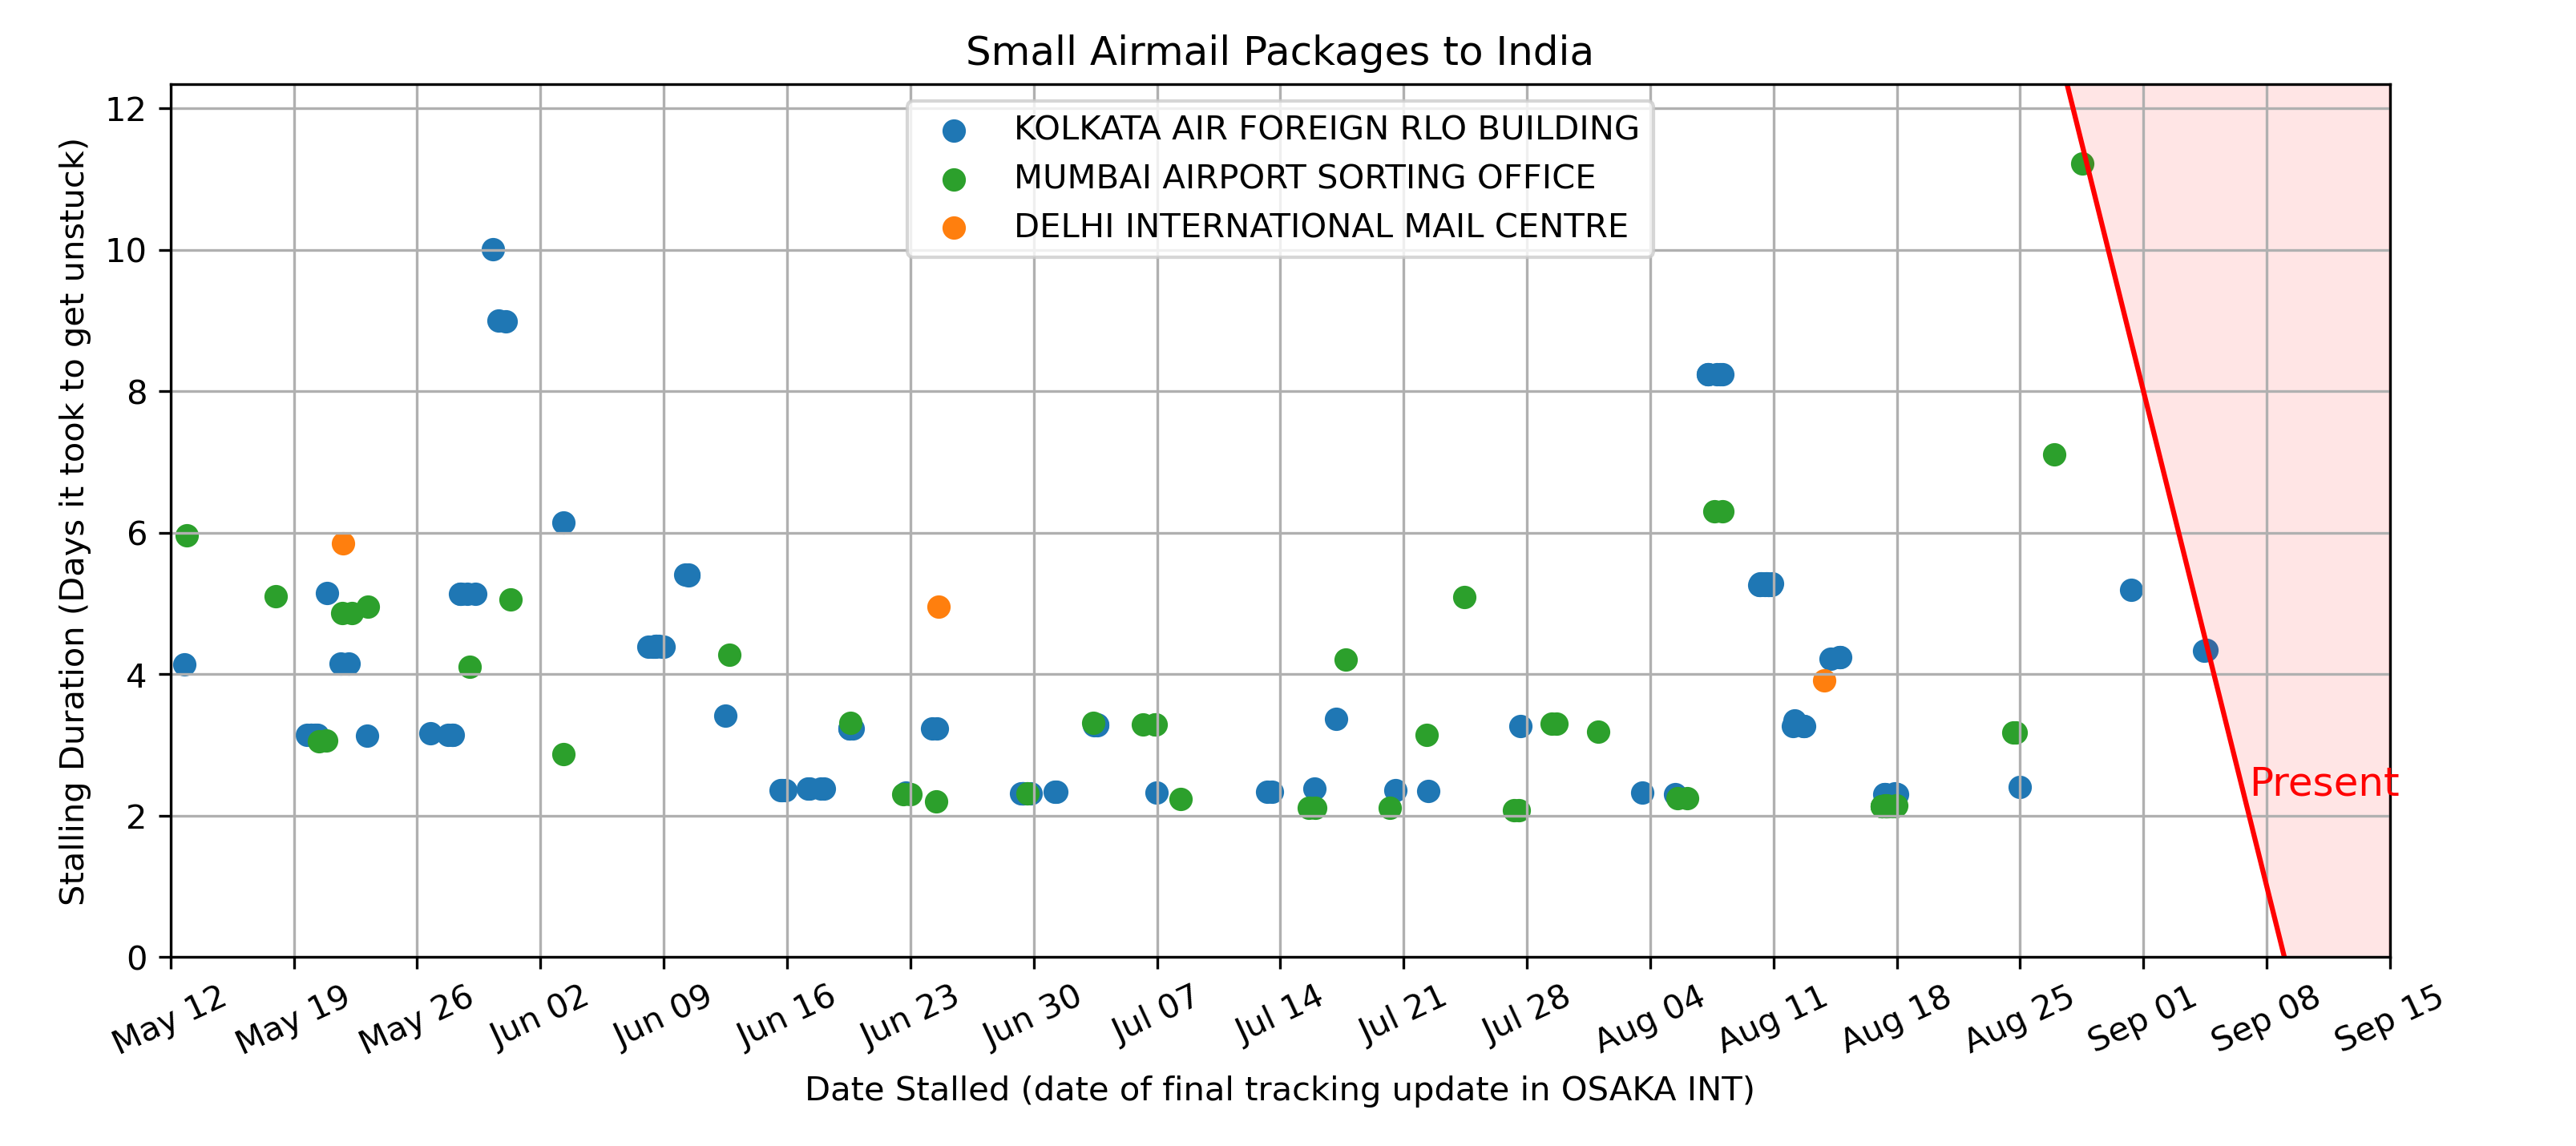 Small Airmail Packages to India
KOLKATA AIR FOREIGN RLO BUILDING
MUMBAI AIRPORT SORTING OFFICE
DELHI INTERNATIONAL MAIL CENTRE
Stalling Duration (Days it took to get unstuck)
12
10
8
6
4
2
0
Present
May 12 May 19 May 26 Jun 02 Jun 09 Jun 16 Jun 23 Jun 30 Jul 07 Jul 14 Jul 21 Jul 28 Aug 04 Aug 11 Aug 18 Aug 25 Sep 01 Sep 08 Sep 15
Date Stalled (date of final tracking update in OSAKA INT)